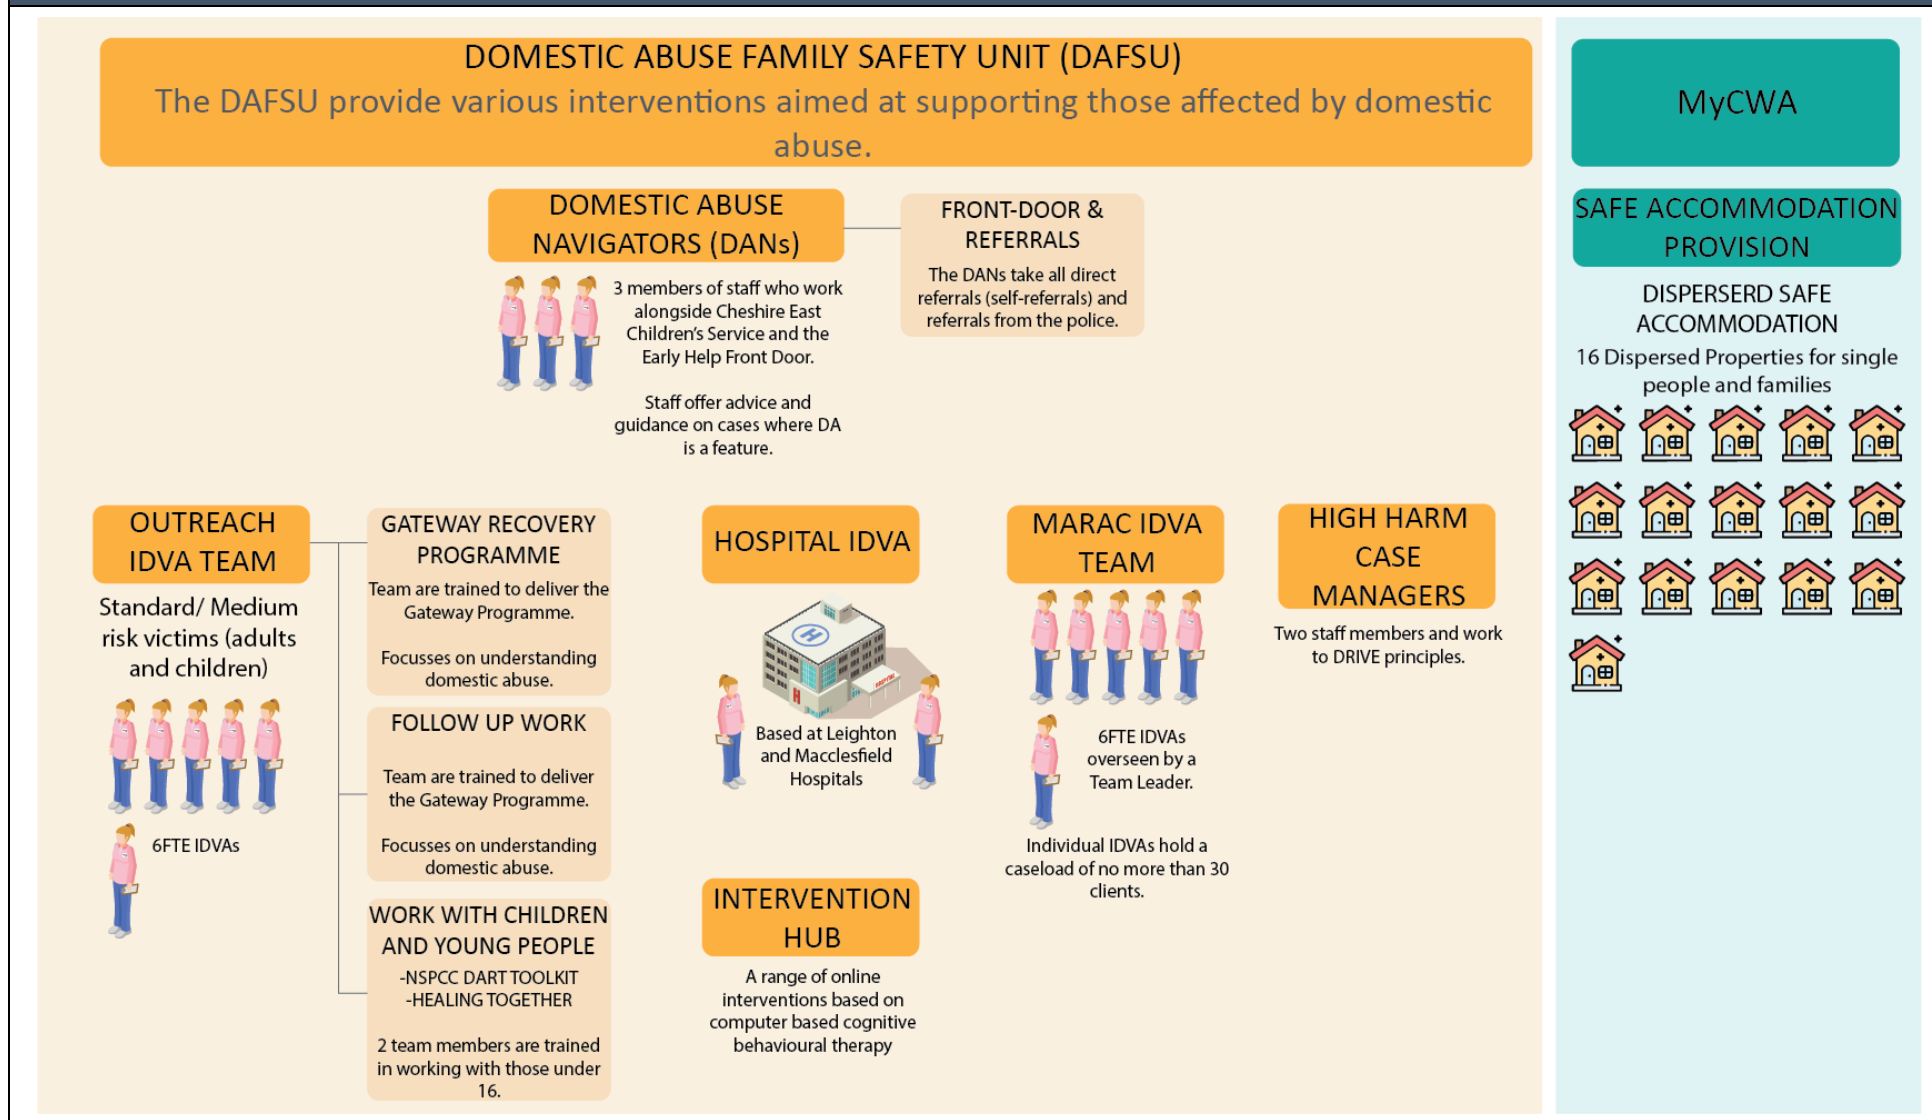 DOMESTIC ABUSE FAMILY SAFETY UNIT (DAFSU)
The DAFSU provide various interventions aimed at supporting those affected by domestic
abuse.
DOMESTIC ABUSE
NAVIGATORS (DANs)
3 members of staff who work
alongside Cheshire East
Children's Service and the
Early Help Front Door.
Staff offer advice and
guidance on cases where DA
is a feature.
FRONT-DOOR &
REFERRALS
The DANs take all direct
referrals (self-referrals) and
referrals from the police.
OUTREACH
IDVA TEAM
Standard/ Medium
risk victims (adults
and children)
6FTE IDVAs
GATEWAY RECOVERY
PROGRAMME
Team are trained to deliver the
Gateway Programme.
Focusses on understanding
domestic abuse.
FOLLOW UP WORK
Team are trained to deliver
the Gateway Programme.
Focusses on understanding
domestic abuse.
WORK WITH CHILDREN
AND YOUNG PEOPLE
-NSPCC DART TOOLKIT
-HEALING TOGETHER
2 team members are trained
in working with those under
16.
HOSPITAL IDVA
H
HOSPITAL
H
Based at Leighton
and Macclesfield
Hospitals
INTERVENTION
HUB
A range of online
interventions based on
computer based cognitive
behavioural therapy
MARAC IDVA
TEAM
6FTE IDVAs
overseen by a
Team Leader.
Individual IDVAs hold a
caseload of no more than 30
clients.
HIGH HARM
CASE
MANAGERS
Two staff members and work
to DRIVE principles.
MyCWA
SAFE ACCOMMODATION
PROVISION
DISPERSERD SAFE
ACCOMMODATION
16 Dispersed Properties for single
people and families